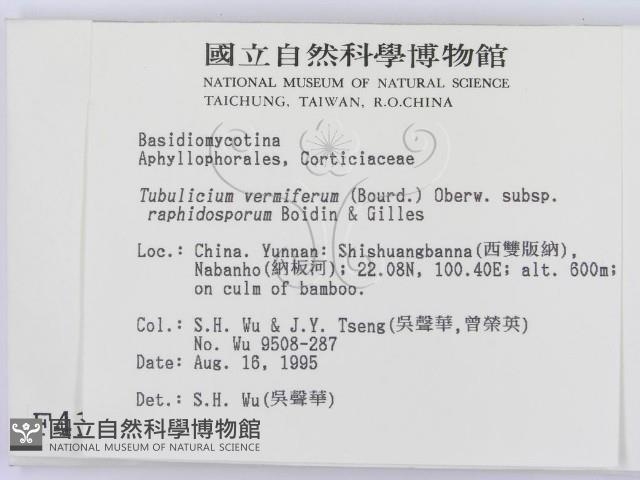 國立自然科學博物館
NATIONAL MUSEUM OF NATURAL SCIENCE
TAICHUNG, TAIWAN, R.O.CHINA
Basidiomycotina
Aphyllophorales, Corticiaceae
Tubulicium vermiferum (Bourd.) Oberw. subsp.
raphidosporum Boidin & Gilles
Loc.: China. Yunnan: Shishuangbanna(西雙版納),
Nabanho(納板河); 22.08N, 100.40E; alt. 600m;
on culm of bamboo.
Col.: S.H. Wu & J.Y. Tseng(吳聲華,曾榮英)
No. Wu 9508-287
Date: Aug. 16, 1995
Det.: S.H. Wu(吳聲華)
國立自然科學博物館
NATIONAL MUSEUM OF NATURAL SCIENCE